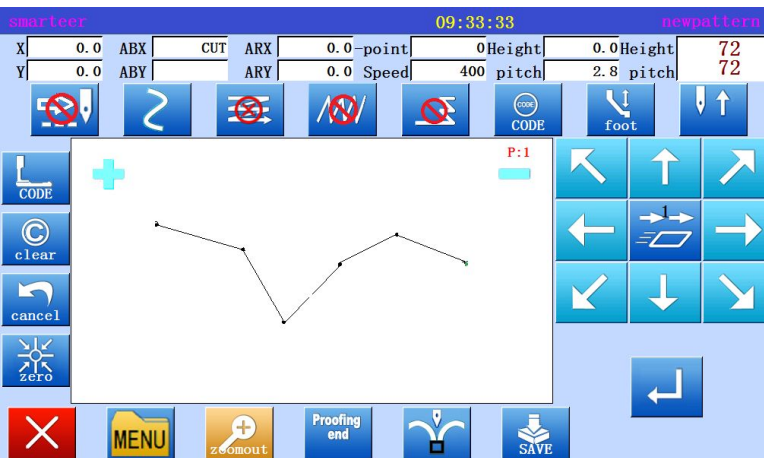 smarteer 09:33:33 newpattern
X 0.0 ABX CUT ARX 0.0 -point 0 Height 0.0 Height 72
Y 0.0 ABY ARY 0.0 Speed 400 pitch 2.8 pitch 72
CODE
CODE foot
P:1
CODE
1
C
clear
cancel
zero
MENU zoomout Proofing
end SAVE